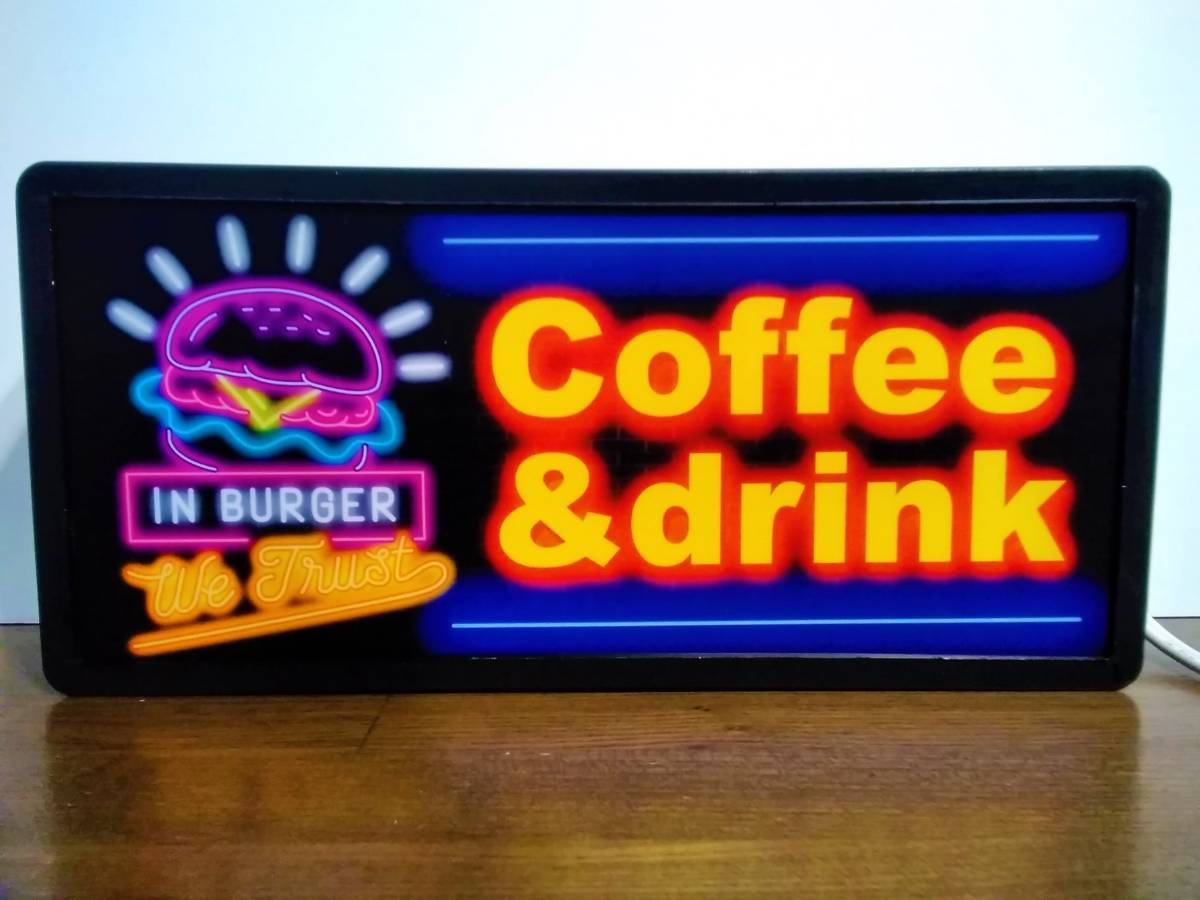 IN BURGER
We Trust
Coffee
&drink